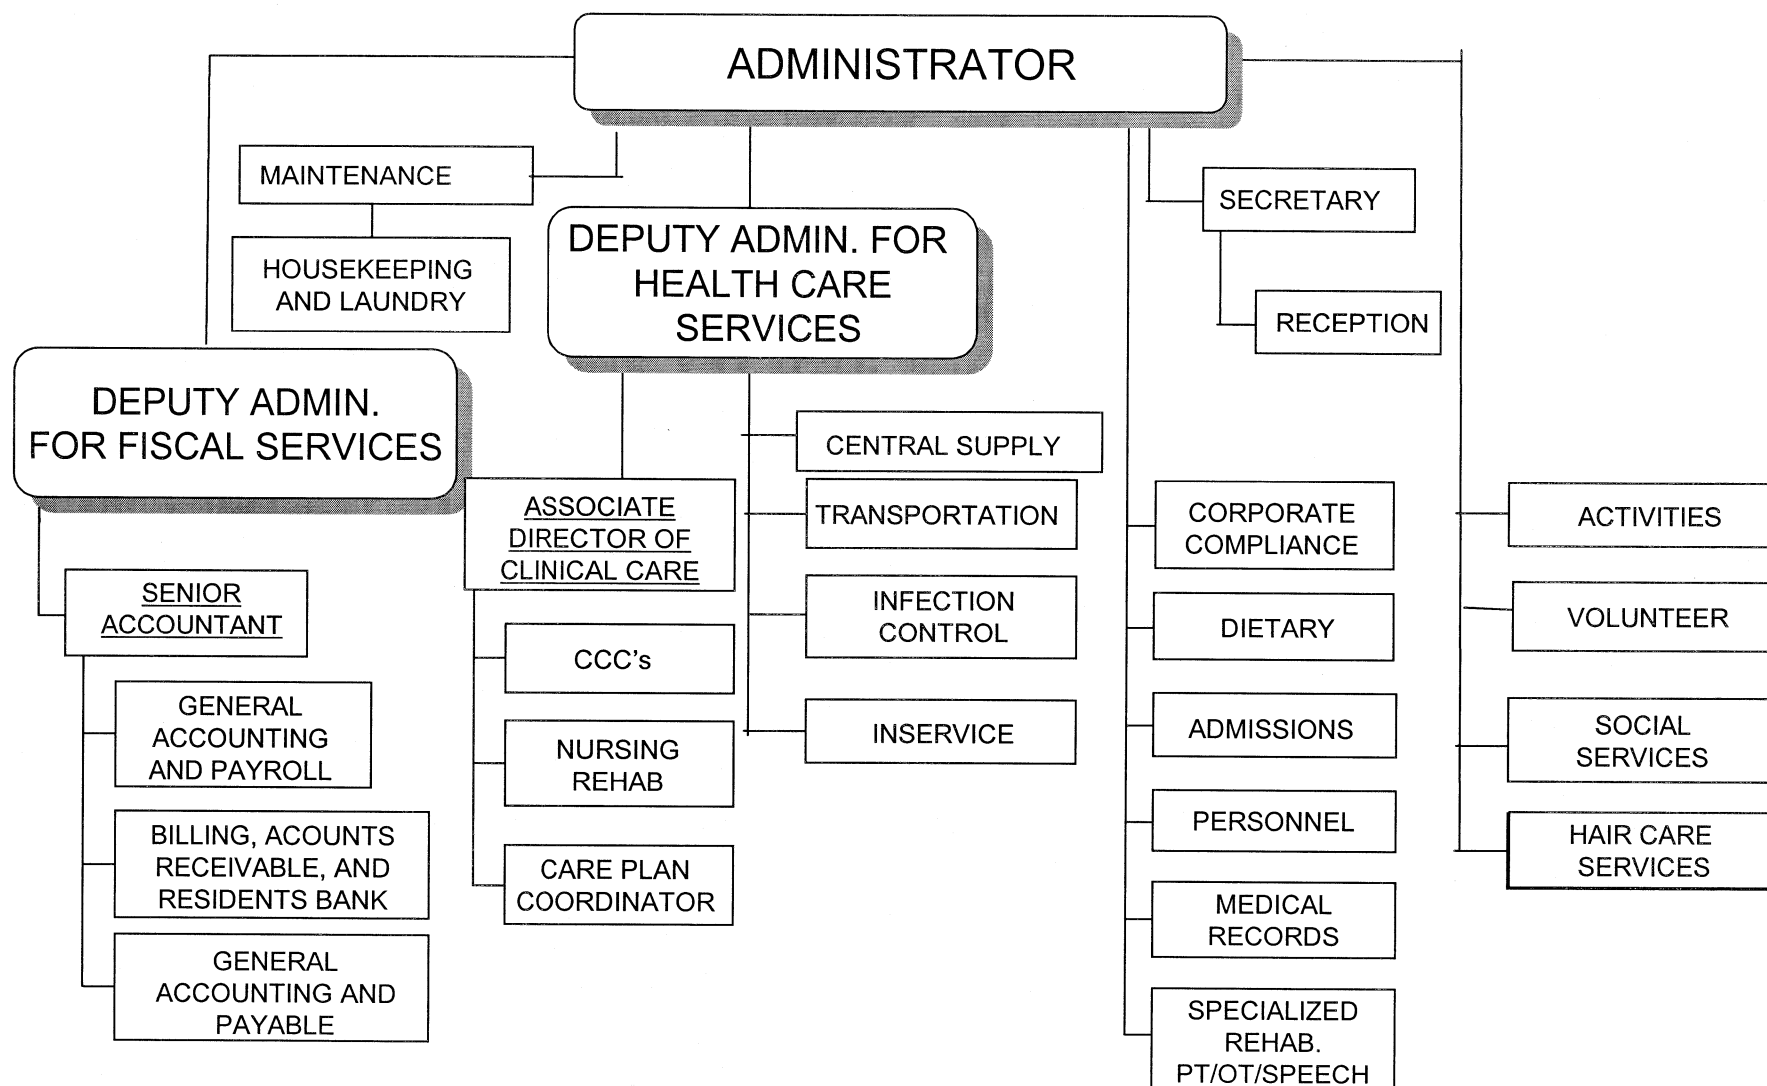 ADMINISTRATOR
MAINTENANCE
HOUSEKEEPING
AND LAUNDRY
DEPUTY ADMIN. FOR
HEALTH CARE
SERVICES
SECRETARY
RECEPTION
DEPUTY ADMIN.
FOR FISCAL SERVICES
SENIOR
ACCOUNTANT
GENERAL
ACCOUNTING
AND PAYROLL
BILLING, ACOUNTS
RECEIVABLE, AND
RESIDENTS BANK
GENERAL
ACCOUNTING AND
PAYABLE
ASSOCIATE
DIRECTOR OF
CLINICAL CARE
CCC's
NURSING
REHAB
CARE PLAN
COORDINATOR
CENTRAL SUPPLY
TRANSPORTATION
INFECTION
CONTROL
INSERVICE
CORPORATE
COMPLIANCE
DIETARY
ADMISSIONS
PERSONNEL
MEDICAL
RECORDS
SPECIALIZED
REHAB.
PT/OT/SPEECH
ACTIVITIES
VOLUNTEER
SOCIAL
SERVICES
HAIR CARE
SERVICES